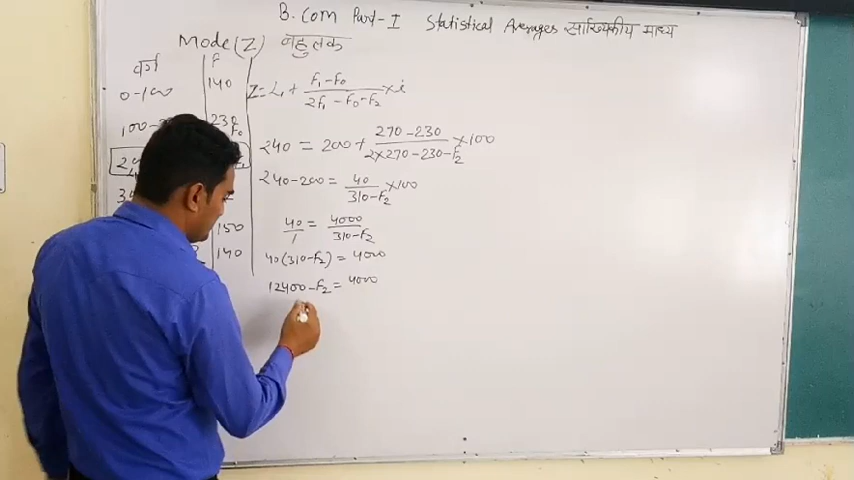 B.Com Part-I Statistical Averages सांख्यिकीय माध्य
Mode(Z) बहुलक
वर्ग F
0-100 140
100- 230 F₀
150
140
Z = L₁ + (F₁-F₀)/(2F₁-F₀-F₂) × i
240 = 200 + (270-230)/(2×270-230-F₂) × 100
240-200 = 40/(310-F₂) × 100
40/1 = 4000/(310-F₂)
40(310-F₂) = 4000
12400-F₂ = 4000